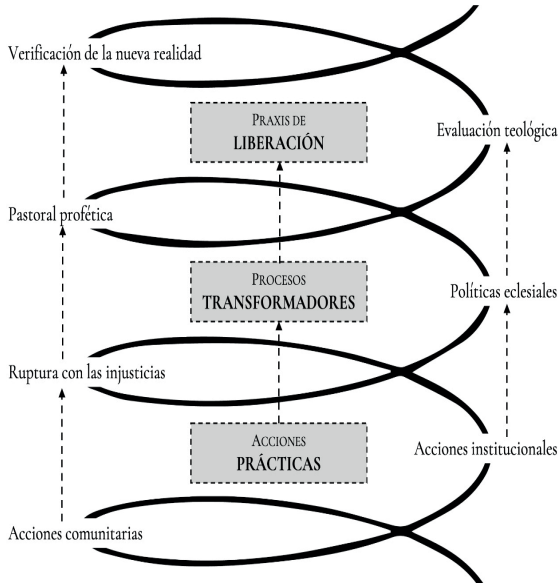 Verificación de la nueva realidad
PRAXIS DE
LIBERACIÓN
Evaluación teológica
Pastoral profética
PROCESOS
TRANSFORMADORES
Políticas eclesiales
Ruptura con las injusticias
ACCIONES
PRÁCTICAS
Acciones institucionales
Acciones comunitarias